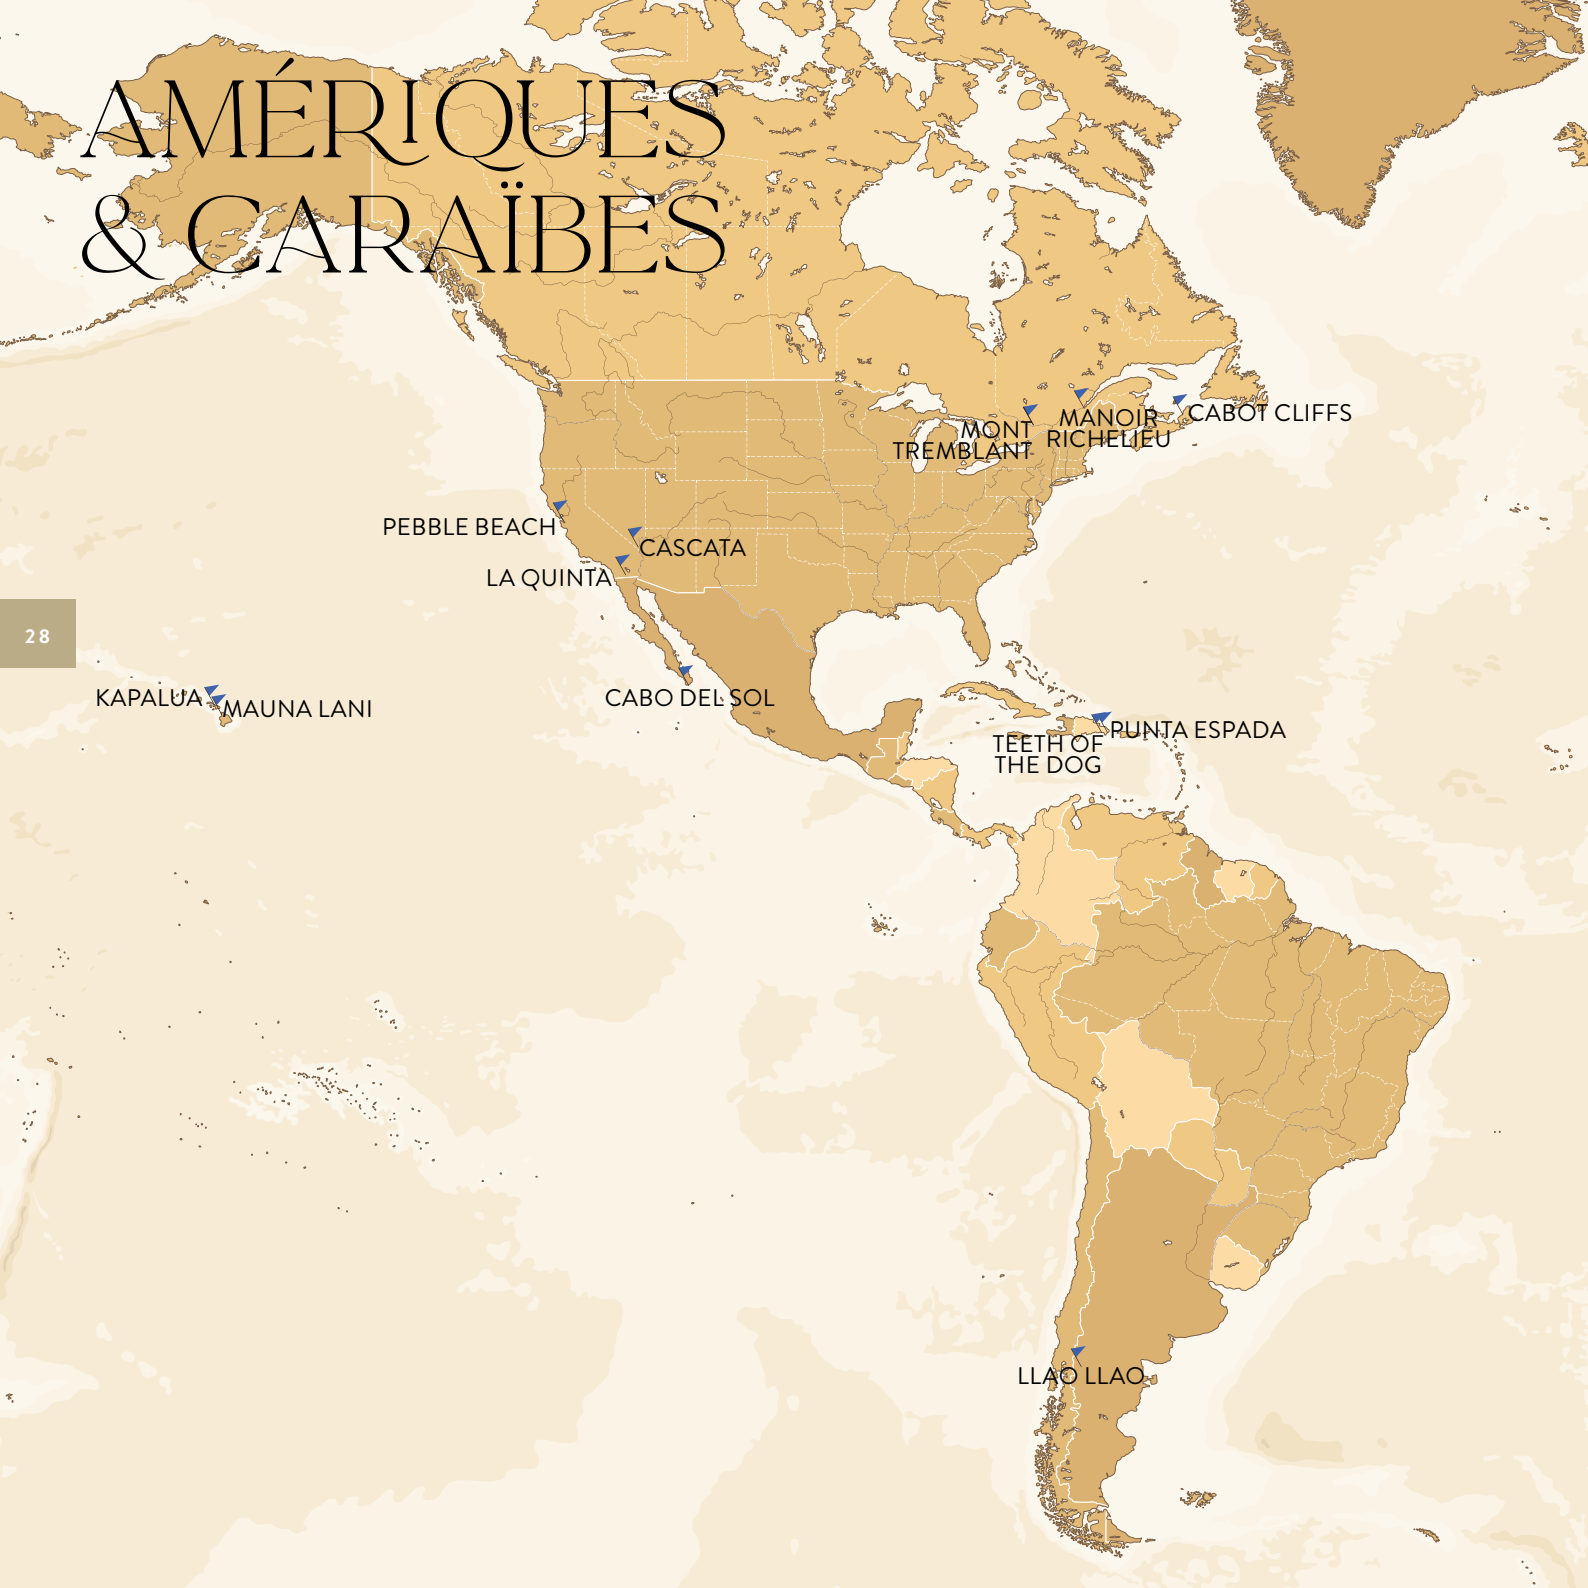 AMÉRIQUES
& CARAÏBES
MONT
TREMBLANT
MANOIR
RICHELIEU
CABOT CLIFFS
PEBBLE BEACH
CASCATA
LA QUINTA
28
KAPALUA
MAUNA LANI
CABO DEL SOL
PUNTA ESPADA
TEETH OF
THE DOG
LLAO LLAO